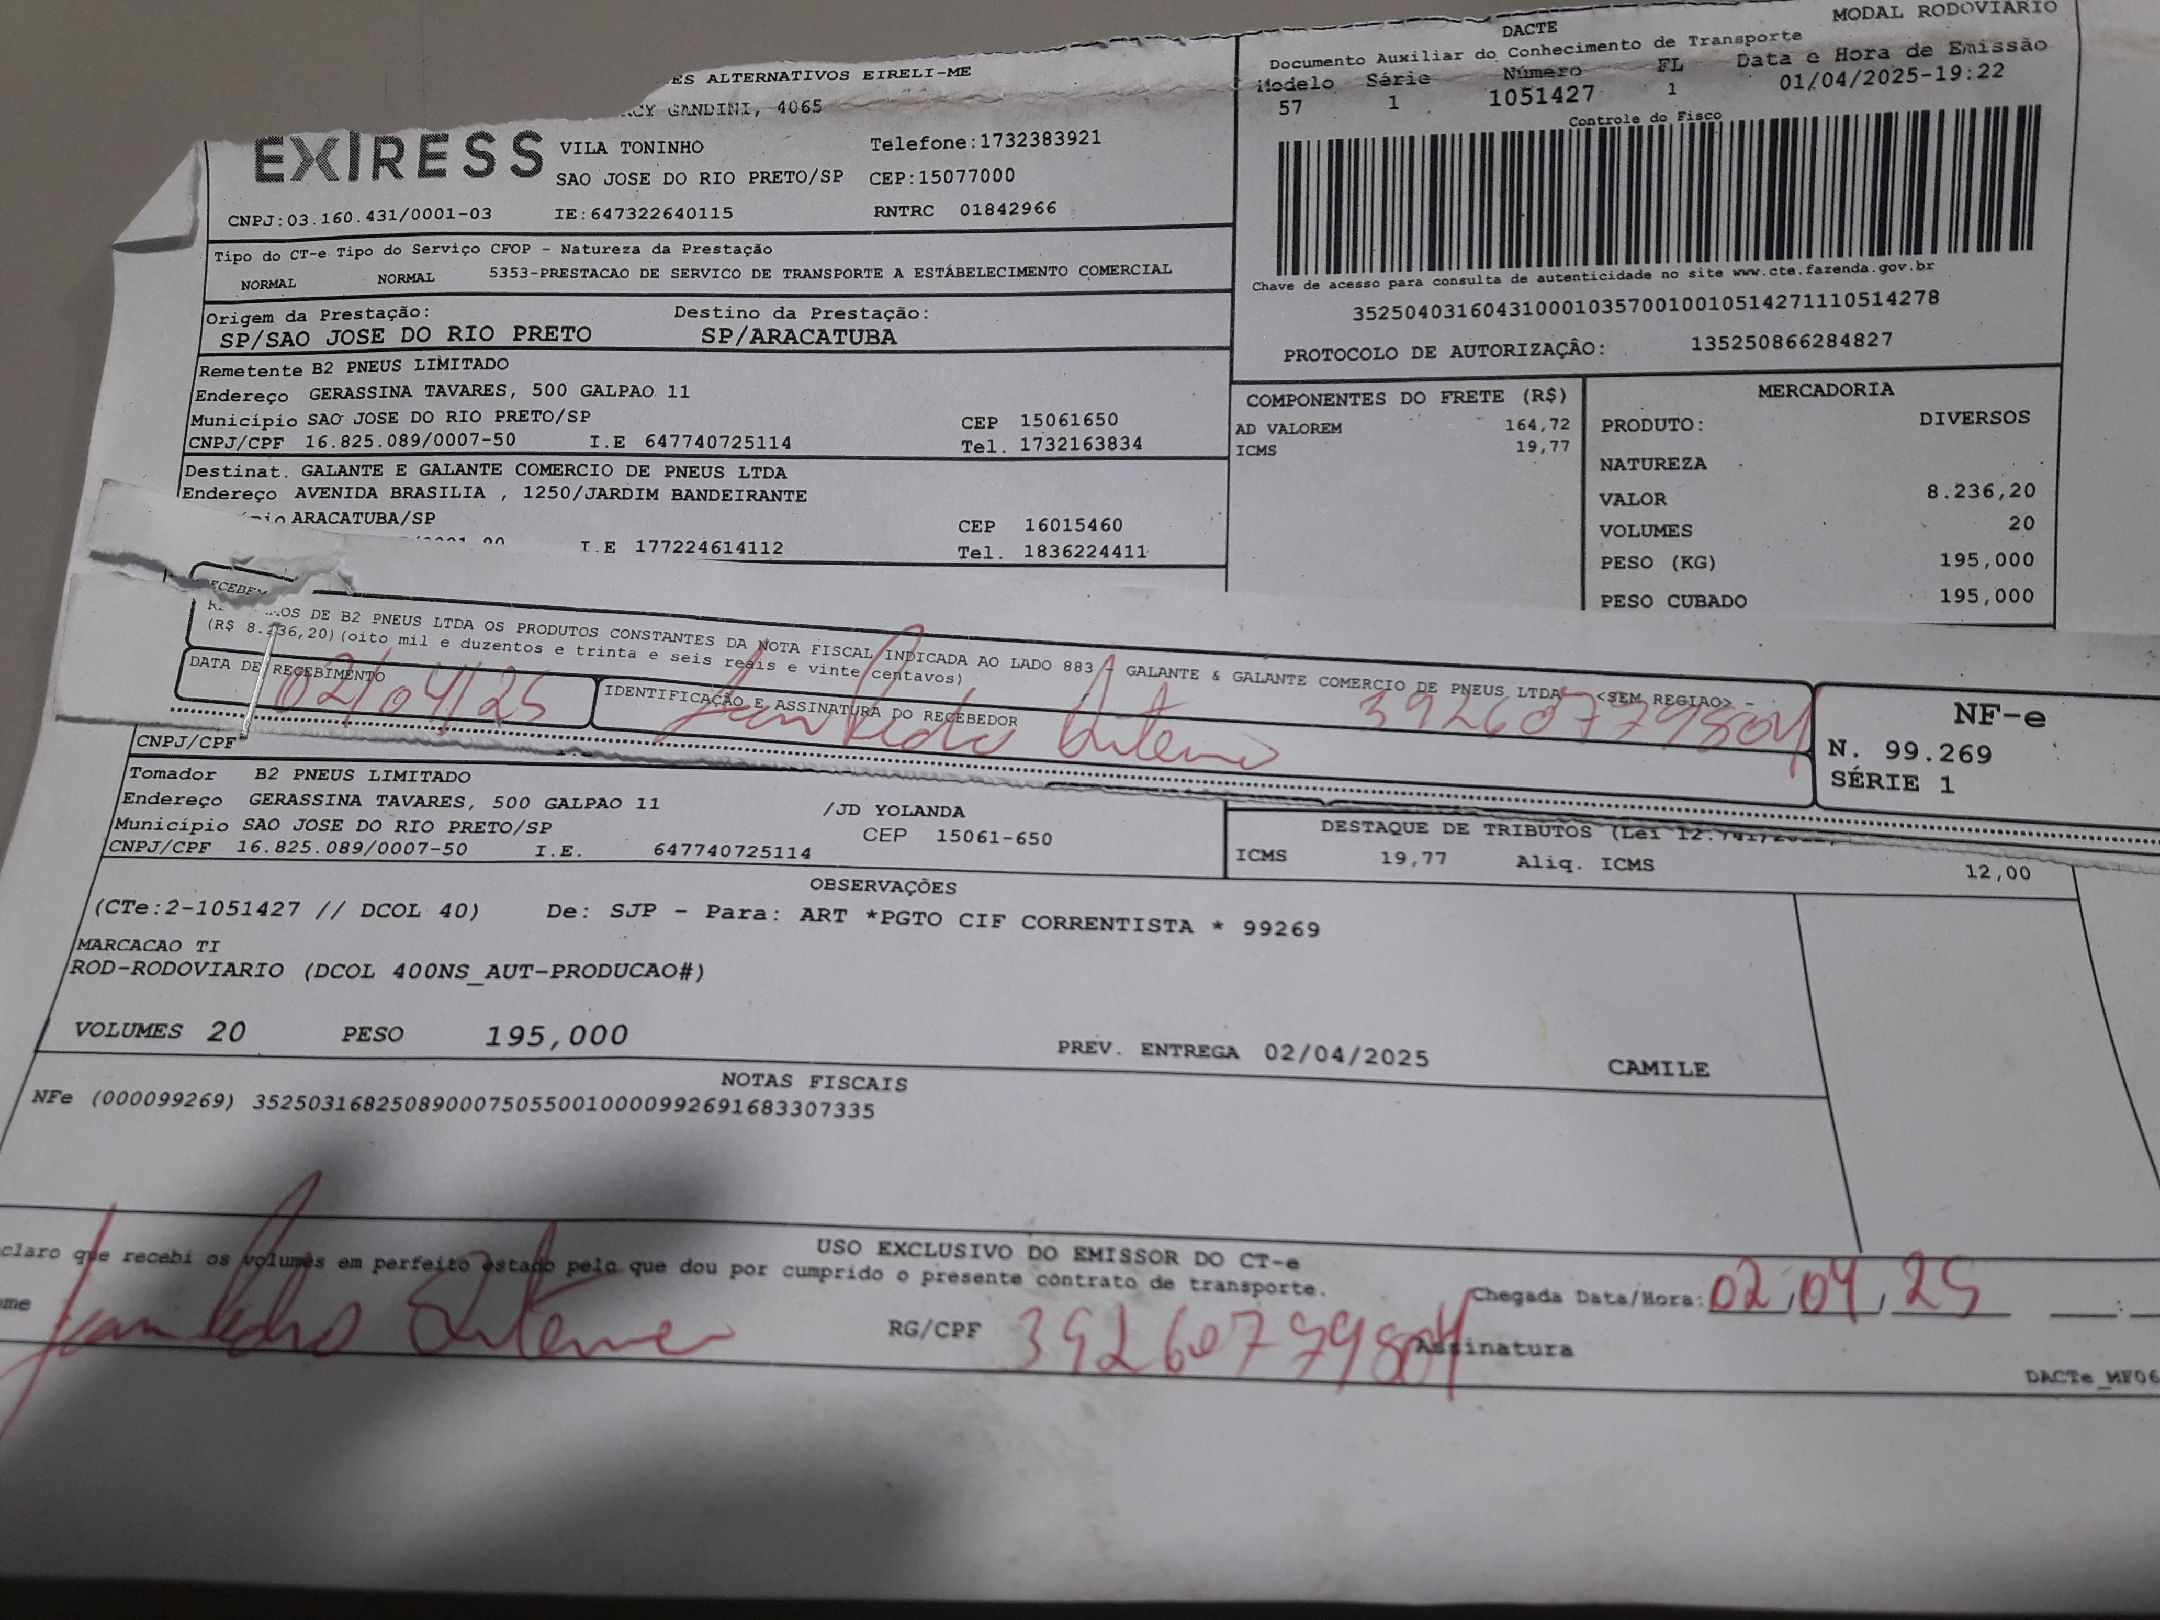 MODAL RODOVIARIO
DACTE
Documento Auxiliar do Conhecimento de Transporte
Modelo Série Número FL Data e Hora de Emissão
57 1 1051427 1 01/04/2025-19:22
Controle do Fisco
Chave de acesso para consulta de autenticidade no site www.cte.fazenda.gov.br
35250403160431000103570010010514271110514278
PROTOCOLO DE AUTORIZAÇÃO: 135250866284827
ES ALTERNATIVOS EIRELI-ME
CY GANDINI, 4065
EXIRESS
VILA TONINHO Telefone:1732383921
SAO JOSE DO RIO PRETO/SP CEP:15077000
CNPJ:03.160.431/0001-03 IE:647322640115 RNTRC 01842966
Tipo do CT-e Tipo do Serviço CFOP - Natureza da Prestação
NORMAL NORMAL 5353-PRESTACAO DE SERVICO DE TRANSPORTE A ESTABELECIMENTO COMERCIAL
Origem da Prestação: Destino da Prestação:
SP/SAO JOSE DO RIO PRETO SP/ARACATUBA
Remetente B2 PNEUS LIMITADO
Endereço GERASSINA TAVARES, 500 GALPAO 11
Município SAO JOSE DO RIO PRETO/SP CEP 15061650
CNPJ/CPF 16.825.089/0007-50 I.E 647740725114 Tel. 1732163834
Destinat. GALANTE E GALANTE COMERCIO DE PNEUS LTDA
Endereço AVENIDA BRASILIA , 1250/JARDIM BANDEIRANTE
ARACATUBA/SP CEP 16015460
I.E 177224614112 Tel. 1836224411
COMPONENTES DO FRETE (R$)
AD VALOREM 164,72
ICMS 19,77
MERCADORIA
PRODUTO: DIVERSOS
NATUREZA
VALOR 8.236,20
VOLUMES 20
PESO (KG) 195,000
PESO CUBADO 195,000
OS DE B2 PNEUS LTDA OS PRODUTOS CONSTANTES DA NOTA FISCAL INDICADA AO LADO 883 - GALANTE & GALANTE COMERCIO DE PNEUS LTDA <SEM REGIAO> -
(R$ 8.236,20)(oito mil e duzentos e trinta e seis reais e vinte centavos)
DATA DE RECEBIMENTO IDENTIFICAÇÃO E ASSINATURA DO RECEBEDOR
02/04/25 39260779804
NF-e
N. 99.269
SÉRIE 1
CNPJ/CPF
Tomador B2 PNEUS LIMITADO
Endereço GERASSINA TAVARES, 500 GALPAO 11 /JD YOLANDA
Município SAO JOSE DO RIO PRETO/SP CEP 15061-650
CNPJ/CPF 16.825.089/0007-50 I.E. 647740725114
DESTAQUE DE TRIBUTOS (Lei
ICMS 19,77 Aliq. ICMS 12,00
OBSERVAÇÕES
(CTe:2-1051427 // DCOL 40) De: SJP - Para: ART *PGTO CIF CORRENTISTA * 99269
MARCACAO TI
ROD-RODOVIARIO (DCOL 400NS_AUT-PRODUCAO#)
VOLUMES 20 PESO 195,000 PREV. ENTREGA 02/04/2025 CAMILE
NOTAS FISCAIS
NFe (000099269) 35250316825089000750550010000992691683307335
USO EXCLUSIVO DO EMISSOR DO CT-e
claro que recebi os volumes em perfeito estado pelo que dou por cumprido o presente contrato de transporte.
RG/CPF 39260779804
Chegada Data/Hora: 02/04/25 :
Assinatura